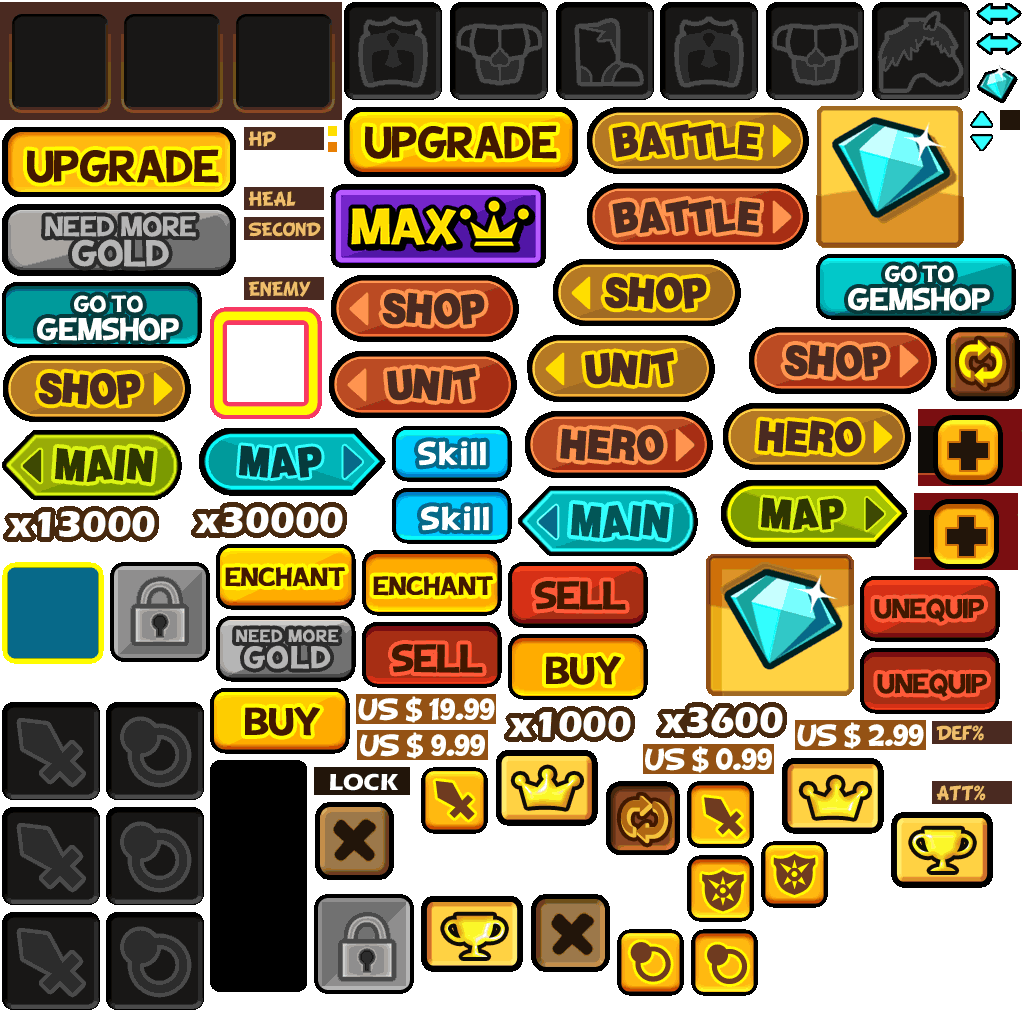 UPGRADE
HP
UPGRADE
BATTLE
NEED MORE
GOLD
HEAL
SECOND
MAX
BATTLE
GO TO
GEMSHOP
ENEMY
SHOP
SHOP
GO TO
GEMSHOP
SHOP
UNIT
UNIT
SHOP
MAIN
MAP
Skill
HERO
HERO
x13000
x30000
Skill
MAIN
MAP
ENCHANT
ENCHANT
SELL
UNEQUIP
NEED MORE
GOLD
SELL
BUY
UNEQUIP
BUY
US $ 19.99
US $ 9.99
x1000
x3600
US $ 0.99
US $ 2.99
DEF%
LOCK
ATT%